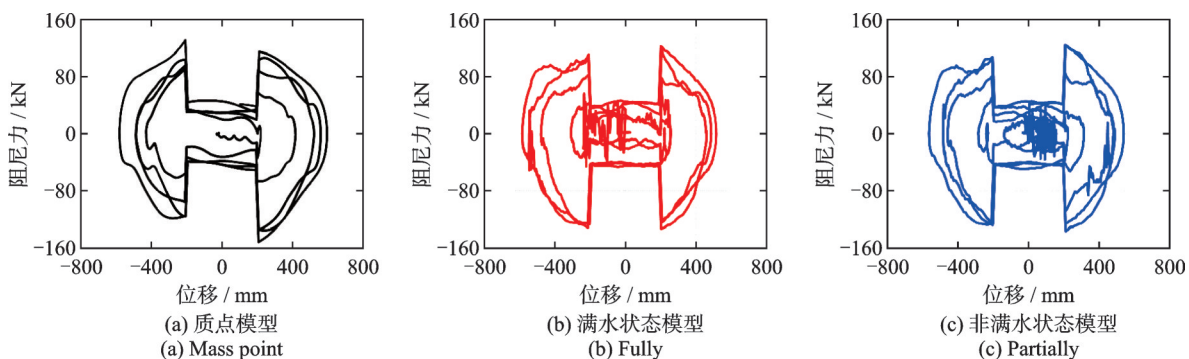 160
80
0
−80
−160
阻尼力 / kN
−800 −400 0 400 800
位移 / mm
(a) 质点模型
(a) Mass point
160
80
0
−80
−160
阻尼力 / kN
−800 −400 0 400 800
位移 / mm
(b) 满水状态模型
(b) Fully
160
80
0
−80
−160
阻尼力 / kN
−800 −400 0 400 800
位移 / mm
(c) 非满水状态模型
(c) Partially